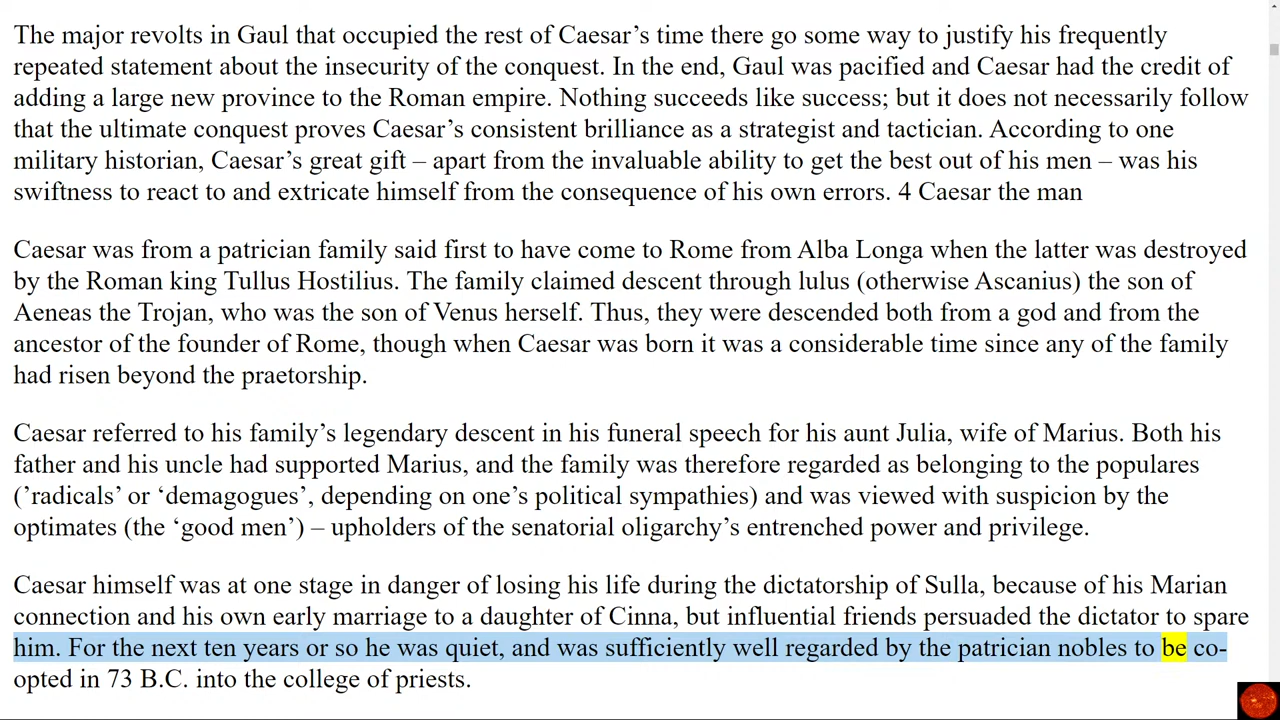 The major revolts in Gaul that occupied the rest of Caesar’s time there go some way to justify his frequently
repeated statement about the insecurity of the conquest. In the end, Gaul was pacified and Caesar had the credit of
adding a large new province to the Roman empire. Nothing succeeds like success; but it does not necessarily follow
that the ultimate conquest proves Caesar’s consistent brilliance as a strategist and tactician. According to one
military historian, Caesar’s great gift – apart from the invaluable ability to get the best out of his men – was his
swiftness to react to and extricate himself from the consequence of his own errors. 4 Caesar the man
Caesar was from a patrician family said first to have come to Rome from Alba Longa when the latter was destroyed
by the Roman king Tullus Hostilius. The family claimed descent through lulus (otherwise Ascanius) the son of
Aeneas the Trojan, who was the son of Venus herself. Thus, they were descended both from a god and from the
ancestor of the founder of Rome, though when Caesar was born it was a considerable time since any of the family
had risen beyond the praetorship.
Caesar referred to his family’s legendary descent in his funeral speech for his aunt Julia, wife of Marius. Both his
father and his uncle had supported Marius, and the family was therefore regarded as belonging to the populares
(’radicals’ or ‘demagogues’, depending on one’s political sympathies) and was viewed with suspicion by the
optimates (the ‘good men’) – upholders of the senatorial oligarchy’s entrenched power and privilege.
Caesar himself was at one stage in danger of losing his life during the dictatorship of Sulla, because of his Marian
connection and his own early marriage to a daughter of Cinna, but influential friends persuaded the dictator to spare
him. For the next ten years or so he was quiet, and was sufficiently well regarded by the patrician nobles to be co-
opted in 73 B.C. into the college of priests.